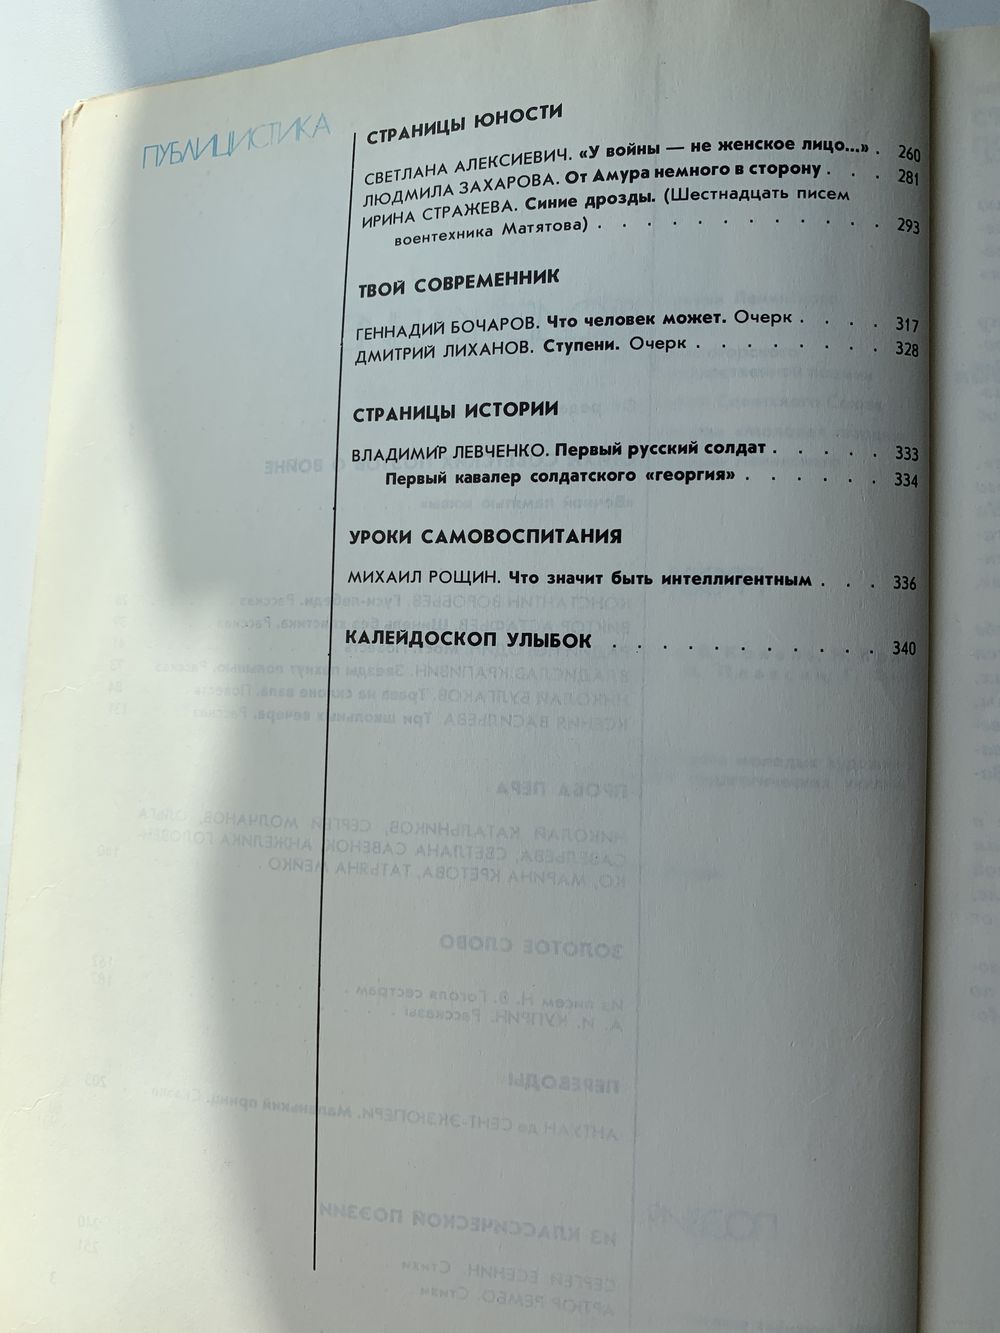 ПУБЛИЦИСТИКА
СТРАНИЦЫ ЮНОСТИ
СВЕТЛАНА АЛЕКСИЕВИЧ. «У войны — не женское лицо...» . 260
ЛЮДМИЛА ЗАХАРОВА. От Амура немного в сторону . . . 281
ИРИНА СТРАЖЕВА. Синие дрозды. (Шестнадцать писем
воентехника Матятова) . . . . . . . . . . . 293
ТВОЙ СОВРЕМЕННИК
ГЕННАДИЙ БОЧАРОВ. Что человек может. Очерк . . . . 317
ДМИТРИЙ ЛИХАНОВ. Ступени. Очерк . . . . . . . . 328
СТРАНИЦЫ ИСТОРИИ
ВЛАДИМИР ЛЕВЧЕНКО. Первый русский солдат . . . . . 333
Первый кавалер солдатского «георгия» . . . . . . 334
УРОКИ САМОВОСПИТАНИЯ
МИХАИЛ РОЩИН. Что значит быть интеллигентным . . . 336
КАЛЕЙДОСКОП УЛЫБОК . . . . . . . . . . . 340